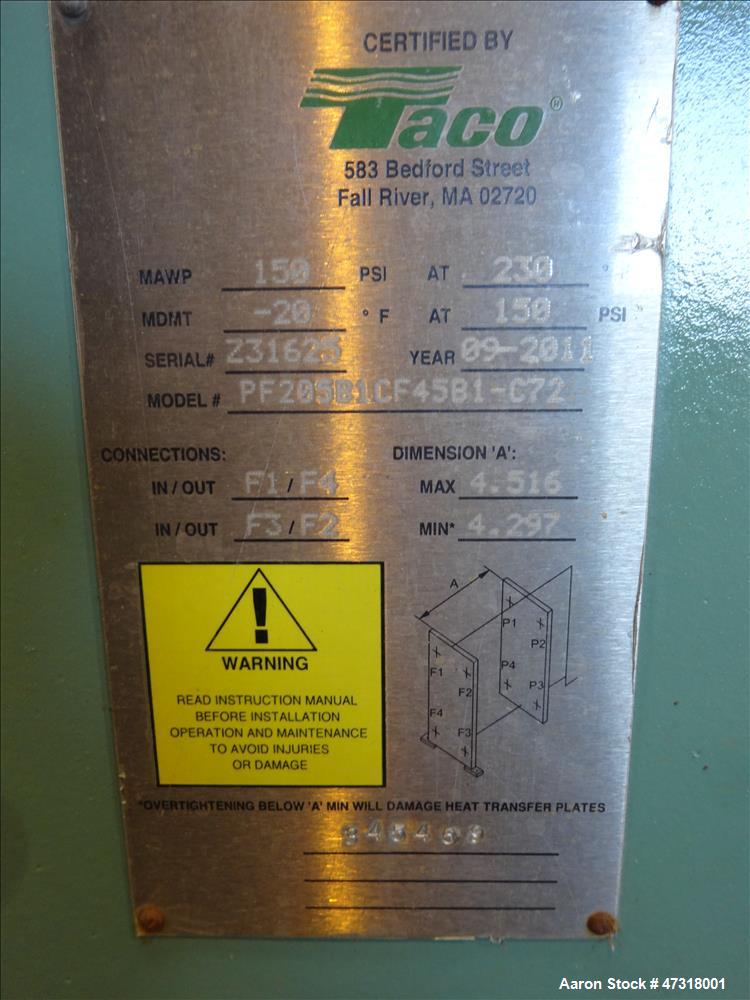 CERTIFIED BY
Taco®
583 Bedford Street
Fall River, MA 02720
MAWP 150 PSI AT 230 °F
MDMT -20 °F AT 150 PSI
SERIAL# Z31625 YEAR 09-2011
MODEL # PF205B1CF45B1-C72
CONNECTIONS: DIMENSION 'A':
IN / OUT F1 / F4 MAX 4.516
IN / OUT F3 / F2 MIN* 4.297
WARNING
READ INSTRUCTION MANUAL
BEFORE INSTALLATION
OPERATION AND MAINTENANCE
TO AVOID INJURIES
OR DAMAGE
A
P1
P2
P4
P3
F1
F2
F4
F3
*OVERTIGHTENING BELOW 'A' MIN WILL DAMAGE HEAT TRANSFER PLATES
Aaron Stock # 47318001